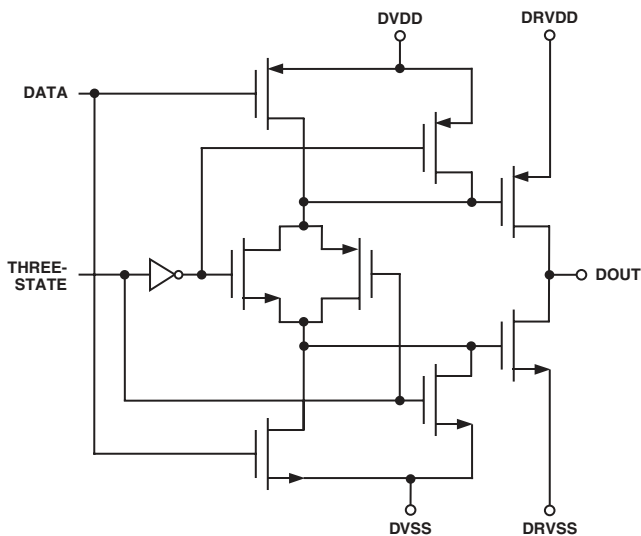 DVDD
DRVDD
DATA
THREE-
STATE
DOUT
DVSS
DRVSS